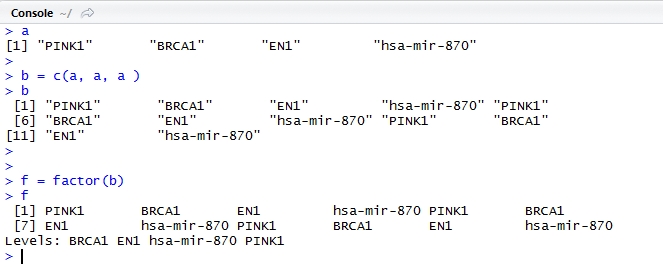 Console ~/
> a
[1] "PINK1" "BRCA1" "EN1" "hsa-mir-870"
>
> b = c(a, a, a )
> b
[1] "PINK1" "BRCA1" "EN1" "hsa-mir-870" "PINK1"
[6] "BRCA1" "EN1" "hsa-mir-870" "PINK1" "BRCA1"
[11] "EN1" "hsa-mir-870"
>
>
> f = factor(b)
> f
[1] PINK1 BRCA1 EN1 hsa-mir-870 PINK1 BRCA1
[7] EN1 hsa-mir-870 PINK1 BRCA1 EN1 hsa-mir-870
Levels: BRCA1 EN1 hsa-mir-870 PINK1
>